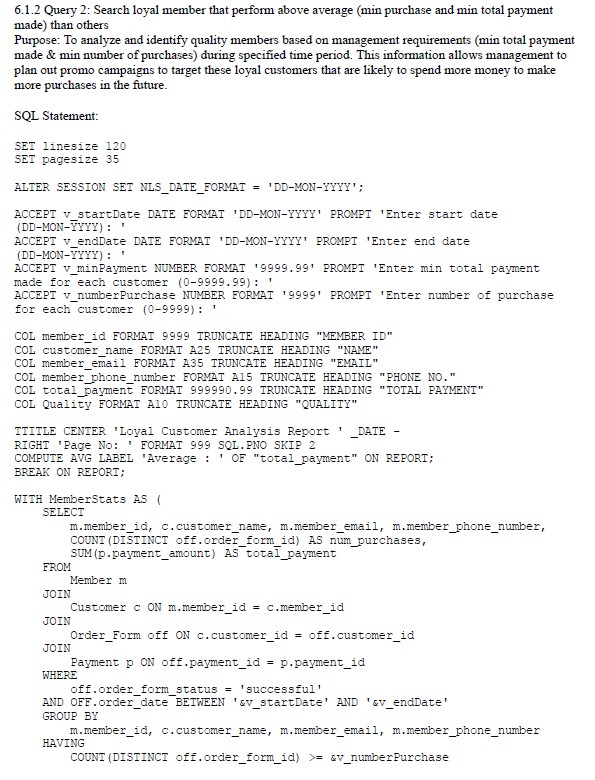 6.1.2 Query 2: Search loyal member that perform above average (min purchase and min total payment
made) than others
Purpose: To analyze and identify quality members based on management requirements (min total payment
made & min number of purchases) during specified time period. This information allows management to
plan out promo campaigns to target these loyal customers that are likely to spend more money to make
more purchases in the future.
SQL Statement:
SET linesize 120
SET pagesize 35
ALTER SESSION SET NLS_DATE_FORMAT = 'DD-MON-YYYY';
ACCEPT v_startDate DATE FORMAT 'DD-MON-YYYY' PROMPT 'Enter start date
(DD-MON-YYYY): '
ACCEPT v_endDate DATE FORMAT 'DD-MON-YYYY' PROMPT 'Enter end date
(DD-MON-YYYY): '
ACCEPT v_minPayment NUMBER FORMAT '9999.99' PROMPT 'Enter min total payment
made for each customer (0-9999.99): '
ACCEPT v_numberPurchase NUMBER FORMAT '9999' PROMPT 'Enter number of purchase
for each customer (0-9999): '
COL member_id FORMAT 9999 TRUNCATE HEADING "MEMBER ID"
COL customer_name FORMAT A25 TRUNCATE HEADING "NAME"
COL member_email FORMAT A35 TRUNCATE HEADING "EMAIL"
COL member_phone_number FORMAT A15 TRUNCATE HEADING "PHONE NO."
COL total_payment FORMAT 999990.99 TRUNCATE HEADING "TOTAL PAYMENT"
COL Quality FORMAT A10 TRUNCATE HEADING "QUALITY"
TTITLE CENTER 'Loyal Customer Analysis Report ' _DATE -
RIGHT 'Page No: ' FORMAT 999 SQL.PNO SKIP 2
COMPUTE AVG LABEL 'Average : ' OF "total_payment" ON REPORT;
BREAK ON REPORT;
WITH MemberStats AS (
SELECT
m.member_id, c.customer_name, m.member_email, m.member_phone_number,
COUNT(DISTINCT off.order_form_id) AS num_purchases,
SUM(p.payment_amount) AS total_payment
FROM
Member m
JOIN
Customer c ON m.member_id = c.member_id
JOIN
Order_Form off ON c.customer_id = off.customer_id
JOIN
Payment p ON off.payment_id = p.payment_id
WHERE
off.order_form_status = 'successful'
AND OFF.order_date BETWEEN '&v_startDate' AND '&v_endDate'
GROUP BY
m.member_id, c.customer_name, m.member_email, m.member_phone_number
HAVING
COUNT(DISTINCT off.order_form_id) >= &v_numberPurchase